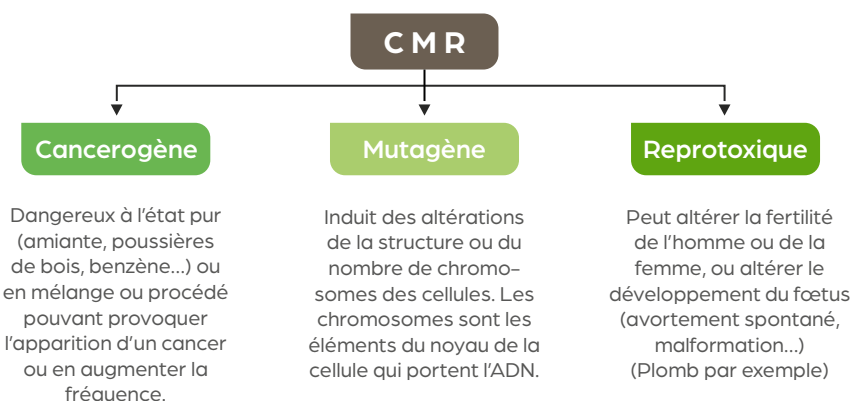 CMR
Cancerogène
Dangereux à l'état pur
(amiante, poussières
de bois, benzène...) ou
en mélange ou procédé
pouvant provoquer
l'apparition d'un cancer
ou en augmenter la
fréquence.
Mutagène
Induit des altérations
de la structure ou du
nombre de chromo-
somes des cellules. Les
chromosomes sont les
éléments du noyau de la
cellule qui portent l'ADN.
Reprotoxique
Peut altérer la fertilité
de l'homme ou de la
femme, ou altérer le
développement du fœtus
(avortement spontané,
malformation...)
(Plomb par exemple)